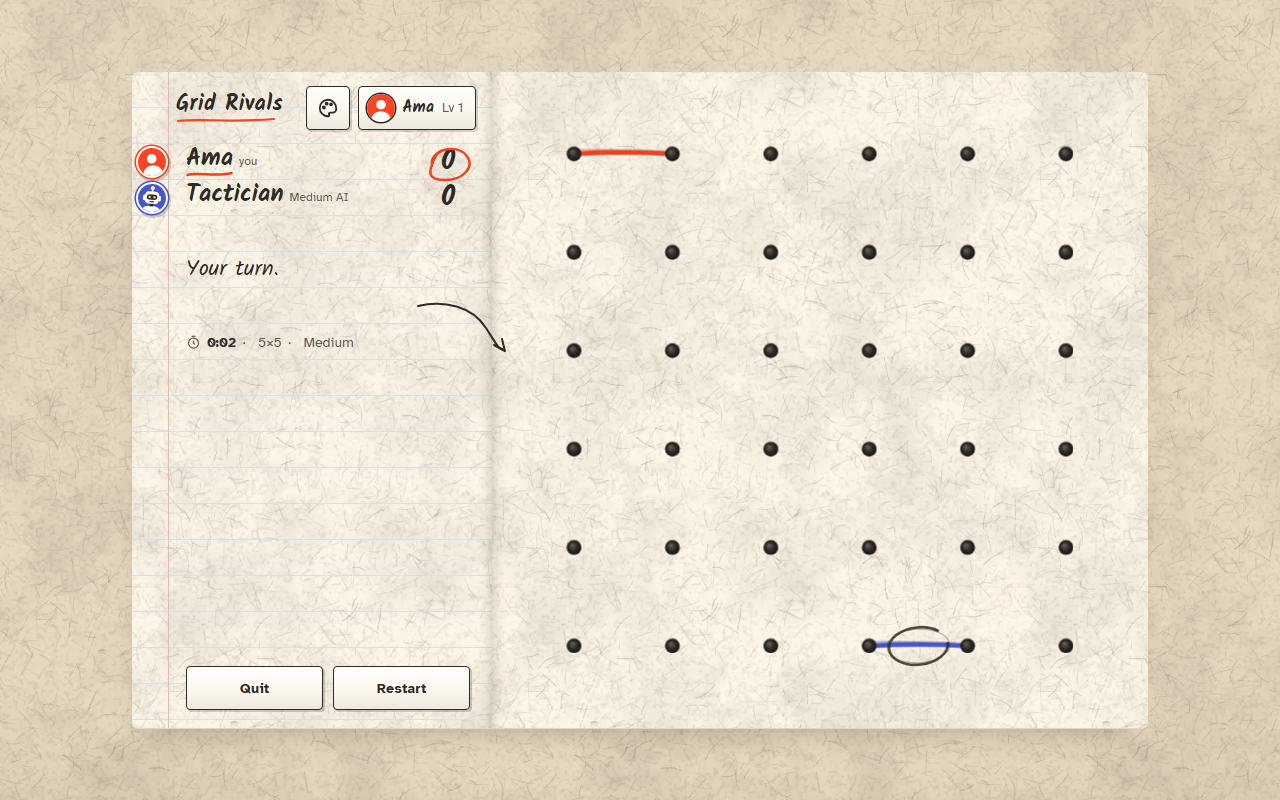 Grid Rivals
Ama Lv 1
Ama you 0
Tactician Medium AI 0
Your turn.
0:02 · 5×5 · Medium
Quit Restart